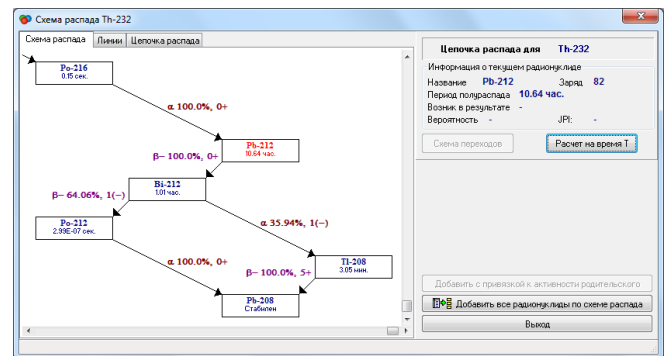 Схема распада Th-232
Схема распада Линии Цепочка распада
Po-216
0.15 сек.
α 100.0%, 0+
Pb-212
10.64 час.
β− 100.0%, 0+
Bi-212
1.01 час.
β− 64.06%, 1(−)
Po-212
2.99E-07 сек.
α 35.94%, 1(−)
α 100.0%, 0+
Tl-208
3.05 мин.
β− 100.0%, 5+
Pb-208
Стабилен
Цепочка распада для Th-232
Информация о текущем радионуклиде
Название Pb-212 Заряд 82
Период полураспада 10.64 час.
Возник в результате -
Вероятность - JPI: -
Схема переходов Расчет на время T
Добавить с привязкой к активности родительского
Добавить все радионуклиды по схеме распада
Выход